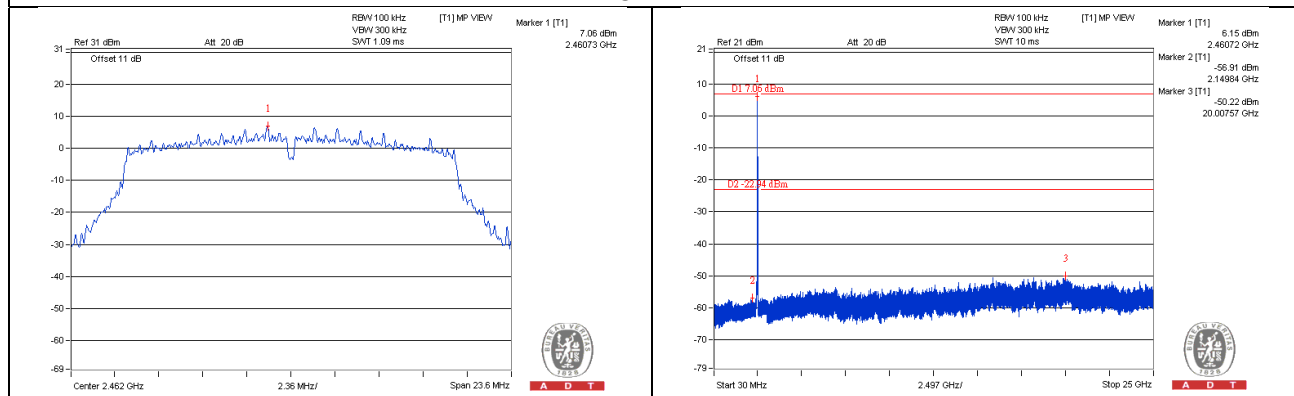 RBW 100 kHz [T1] MP VIEW
VBW 300 kHz
Ref 31 dBm Att 20 dB SWT 1.09 ms
Marker 1 [T1]
7.06 dBm
2.46073 GHz
31
Offset 11 dB
20
10
0
-10
-20
-30
-40
-50
-60
-69
1
Center 2.462 GHz 2.36 MHz/ Span 23.6 MHz
BUREAU VERITAS
1828
A D T
RBW 100 kHz [T1] MP VIEW
VBW 300 kHz
Ref 21 dBm Att 20 dB SWT 10 ms
Marker 1 [T1]
6.15 dBm
2.46072 GHz
Marker 2 [T1]
-56.91 dBm
2.14984 GHz
Marker 3 [T1]
-50.22 dBm
20.00757 GHz
21
Offset 11 dB
10
0
-10
-20
-30
-40
-50
-60
-70
-79
1
D1 7.06 dBm
D2 -22.94 dBm
2
3
Start 30 MHz 2.497 GHz/ Stop 25 GHz
BUREAU VERITAS
1828
A D T